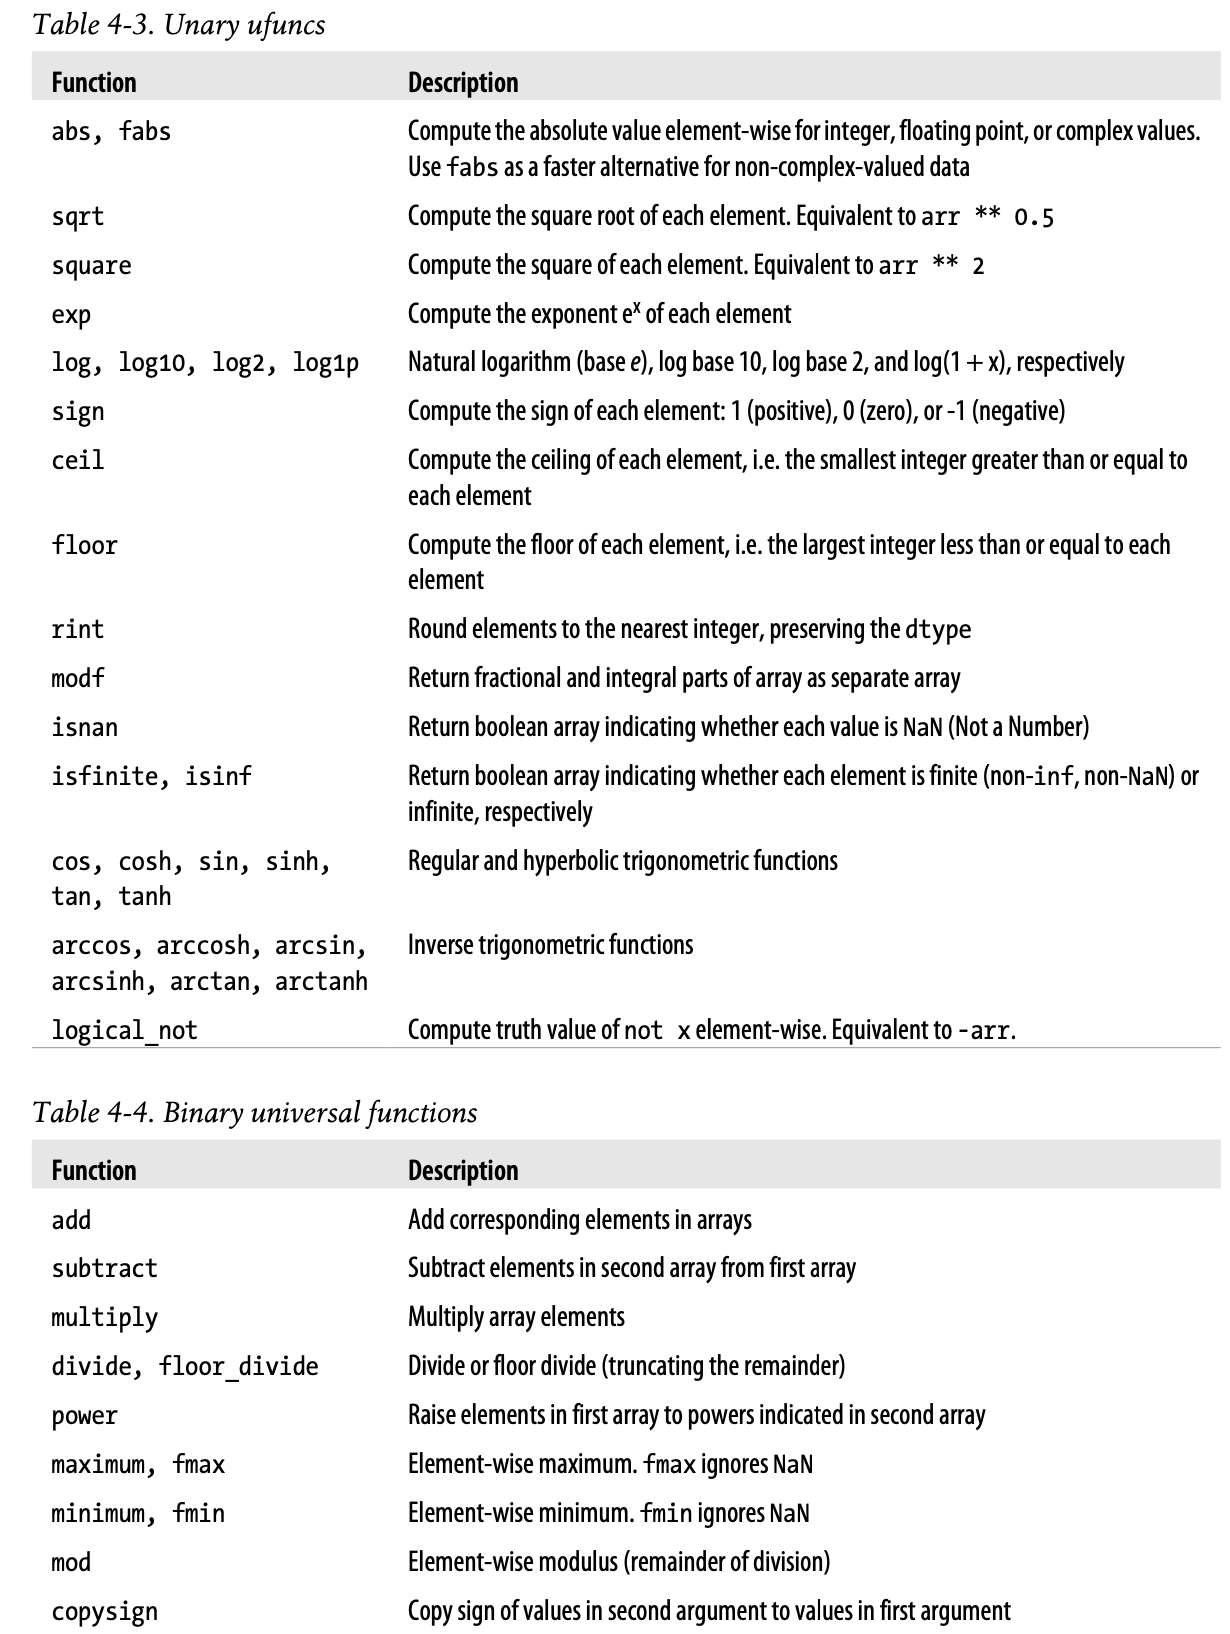 Table 4-3. Unary ufuncs
Function Description
abs, fabs Compute the absolute value element-wise for integer, floating point, or complex values.
Use fabs as a faster alternative for non-complex-valued data
sqrt Compute the square root of each element. Equivalent to arr ** 0.5
square Compute the square of each element. Equivalent to arr ** 2
exp Compute the exponent eˣ of each element
log, log10, log2, log1p Natural logarithm (base e), log base 10, log base 2, and log(1 + x), respectively
sign Compute the sign of each element: 1 (positive), 0 (zero), or -1 (negative)
ceil Compute the ceiling of each element, i.e. the smallest integer greater than or equal to
each element
floor Compute the floor of each element, i.e. the largest integer less than or equal to each
element
rint Round elements to the nearest integer, preserving the dtype
modf Return fractional and integral parts of array as separate array
isnan Return boolean array indicating whether each value is NaN (Not a Number)
isfinite, isinf Return boolean array indicating whether each element is finite (non-inf, non-NaN) or
infinite, respectively
cos, cosh, sin, sinh, Regular and hyperbolic trigonometric functions
tan, tanh
arccos, arccosh, arcsin, Inverse trigonometric functions
arcsinh, arctan, arctanh
logical_not Compute truth value of not x element-wise. Equivalent to -arr.
Table 4-4. Binary universal functions
Function Description
add Add corresponding elements in arrays
subtract Subtract elements in second array from first array
multiply Multiply array elements
divide, floor_divide Divide or floor divide (truncating the remainder)
power Raise elements in first array to powers indicated in second array
maximum, fmax Element-wise maximum. fmax ignores NaN
minimum, fmin Element-wise minimum. fmin ignores NaN
mod Element-wise modulus (remainder of division)
copysign Copy sign of values in second argument to values in first argument